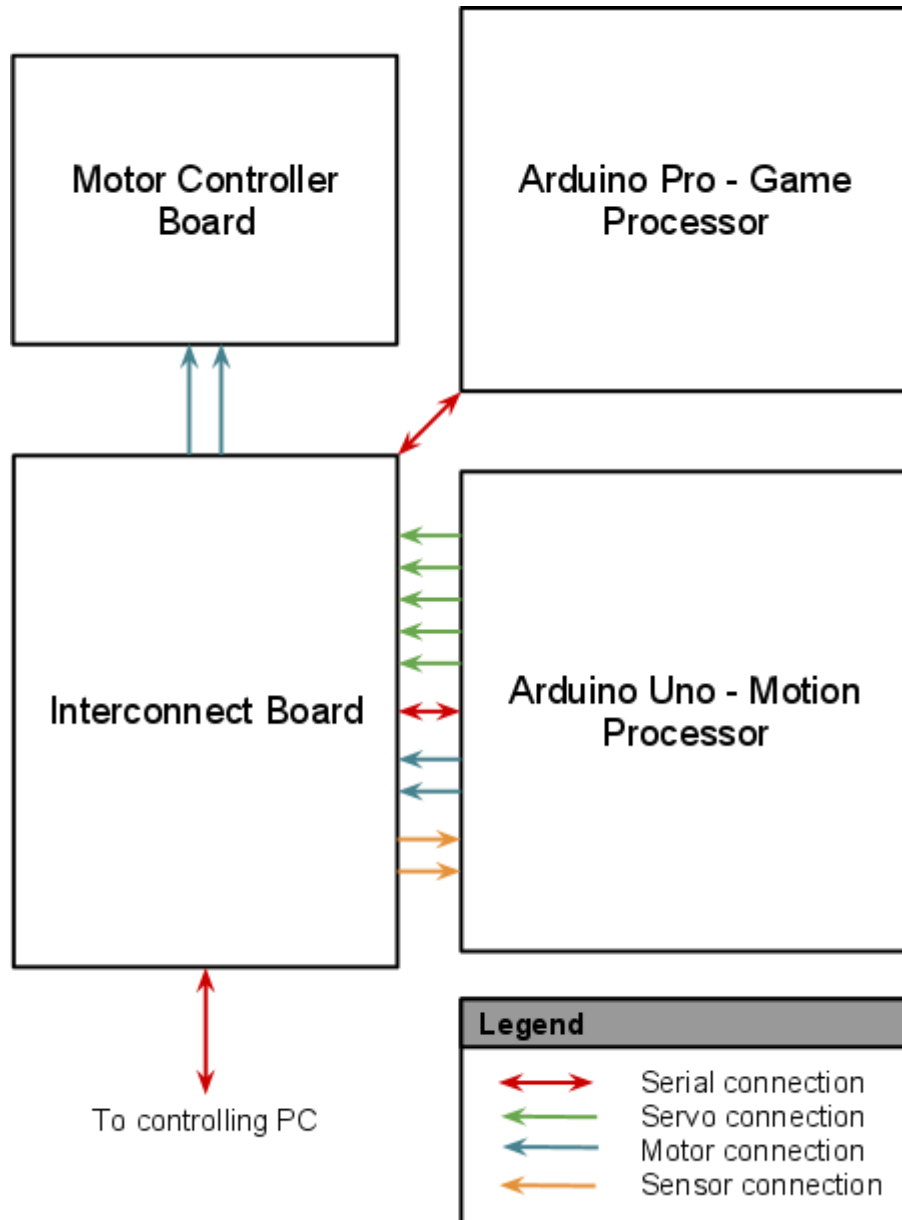 Motor Controller
Board
Arduino Pro - Game
Processor
Interconnect Board
Arduino Uno - Motion
Processor
To controlling PC
Legend
Serial connection
Servo connection
Motor connection
Sensor connection